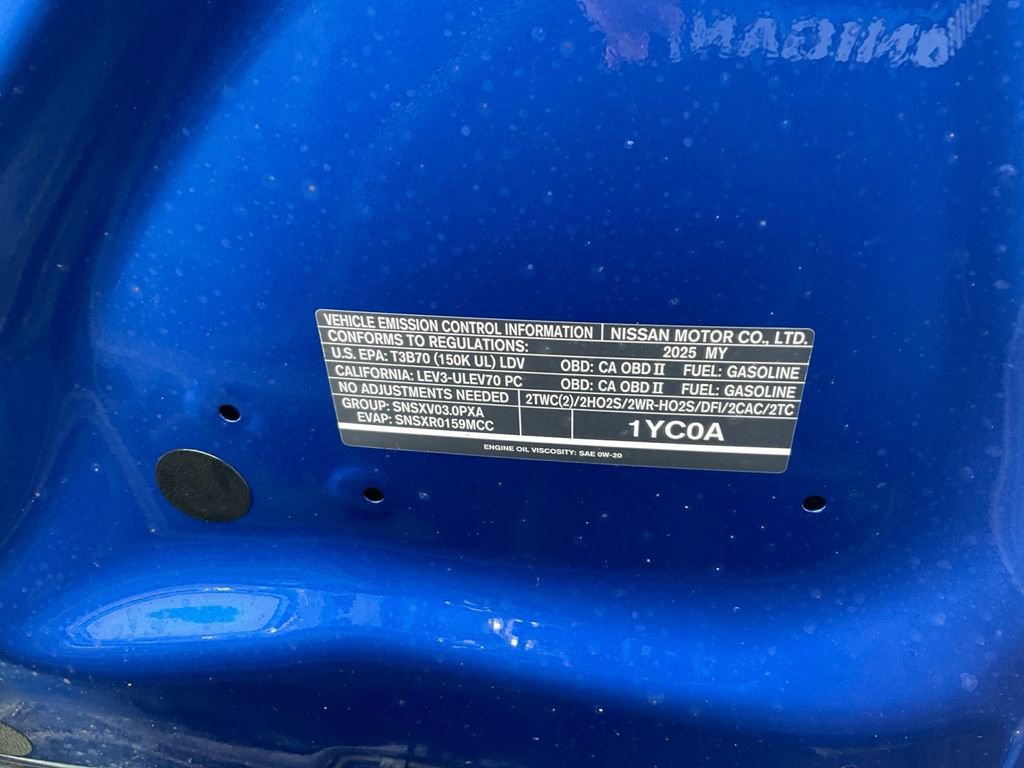 VEHICLE EMISSION CONTROL INFORMATION NISSAN MOTOR CO., LTD.
CONFORMS TO REGULATIONS: 2025 MY
U.S. EPA: T3B70 (150K UL) LDV OBD: CA OBD II FUEL: GASOLINE
CALIFORNIA: LEV3-ULEV70 PC OBD: CA OBD II FUEL: GASOLINE
NO ADJUSTMENTS NEEDED 2TWC(2)/2HO2S/2WR-HO2S/DFI/2CAC/2TC
GROUP: SNSXV03.0PXA
EVAP: SNSXR0159MCC
1YC0A
ENGINE OIL VISCOSITY: SAE 0W-20